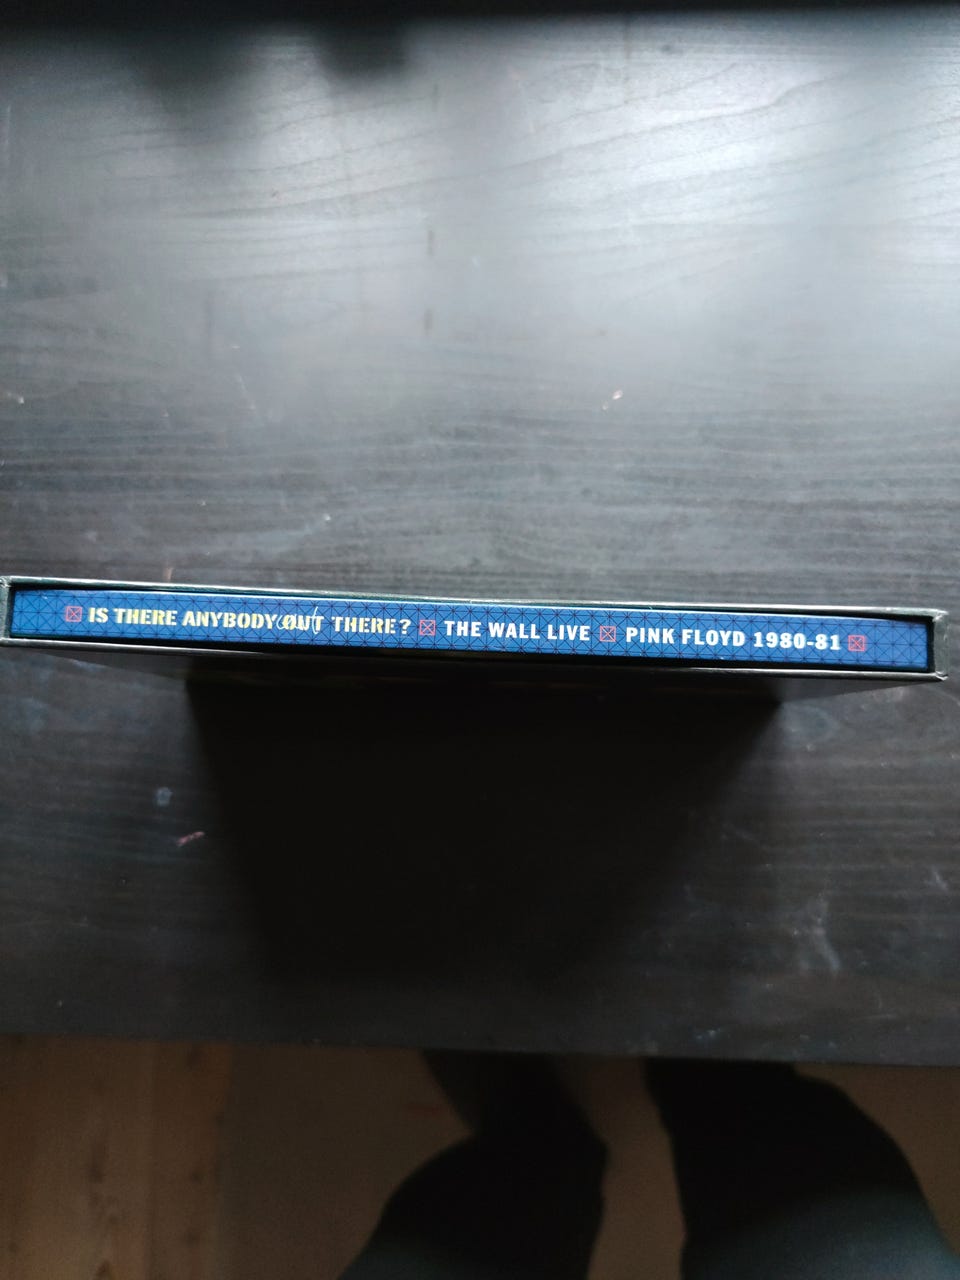 IS THERE ANYBODY OUT THERE? THE WALL LIVE PINK FLOYD 1980-81